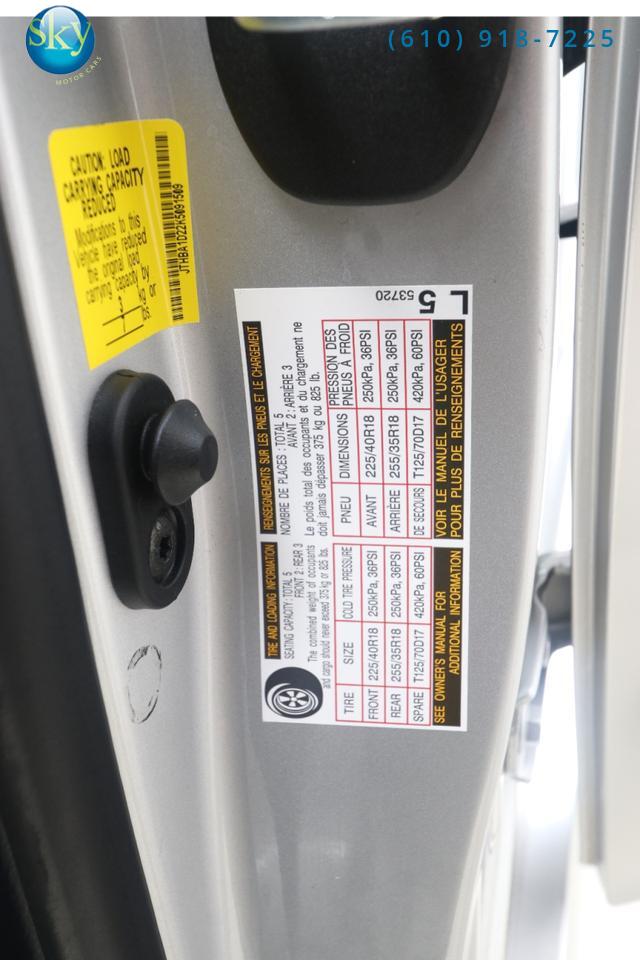 sky
MOTOR CARS
(610) 918-7225
CAUTION: LOAD
CARRYING CAPACITY
REDUCED
Modifications to this
Vehicle have reduced
the original load
carrying capacity by
kg or
lbs.
JTHBA1D22K5091509
TIRE AND LOADING INFORMATION
SEATING CAPACITY : TOTAL 5
FRONT 2 : REAR 3
The combined weight of occupants
and cargo should never exceed 375 kg or 825 lbs.
TIRE SIZE COLD TIRE PRESSURE
FRONT 225/40R18 250kPa, 36PSI
REAR 255/35R18 250kPa, 36PSI
SPARE T125/70D17 420kPa, 60PSI
SEE OWNER'S MANUAL FOR
ADDITIONAL INFORMATION
RENSEIGNEMENTS SUR LES PNEUS ET LE CHARGEMENT
NOMBRE DE PLACES : TOTAL 5
AVANT 2 : ARRIÈRE 3
Le poids total des occupants et du chargement ne
doit jamais dépasser 375 kg ou 825 lb.
PNEU DIMENSIONS PRESSION DES
PNEUS À FROID
AVANT 225/40R18 250kPa, 36PSI
ARRIÈRE 255/35R18 250kPa, 36PSI
DE SECOURS T125/70D17 420kPa, 60PSI
VOIR LE MANUEL DE L'USAGER
POUR PLUS DE RENSEIGNEMENTS
53720
L5